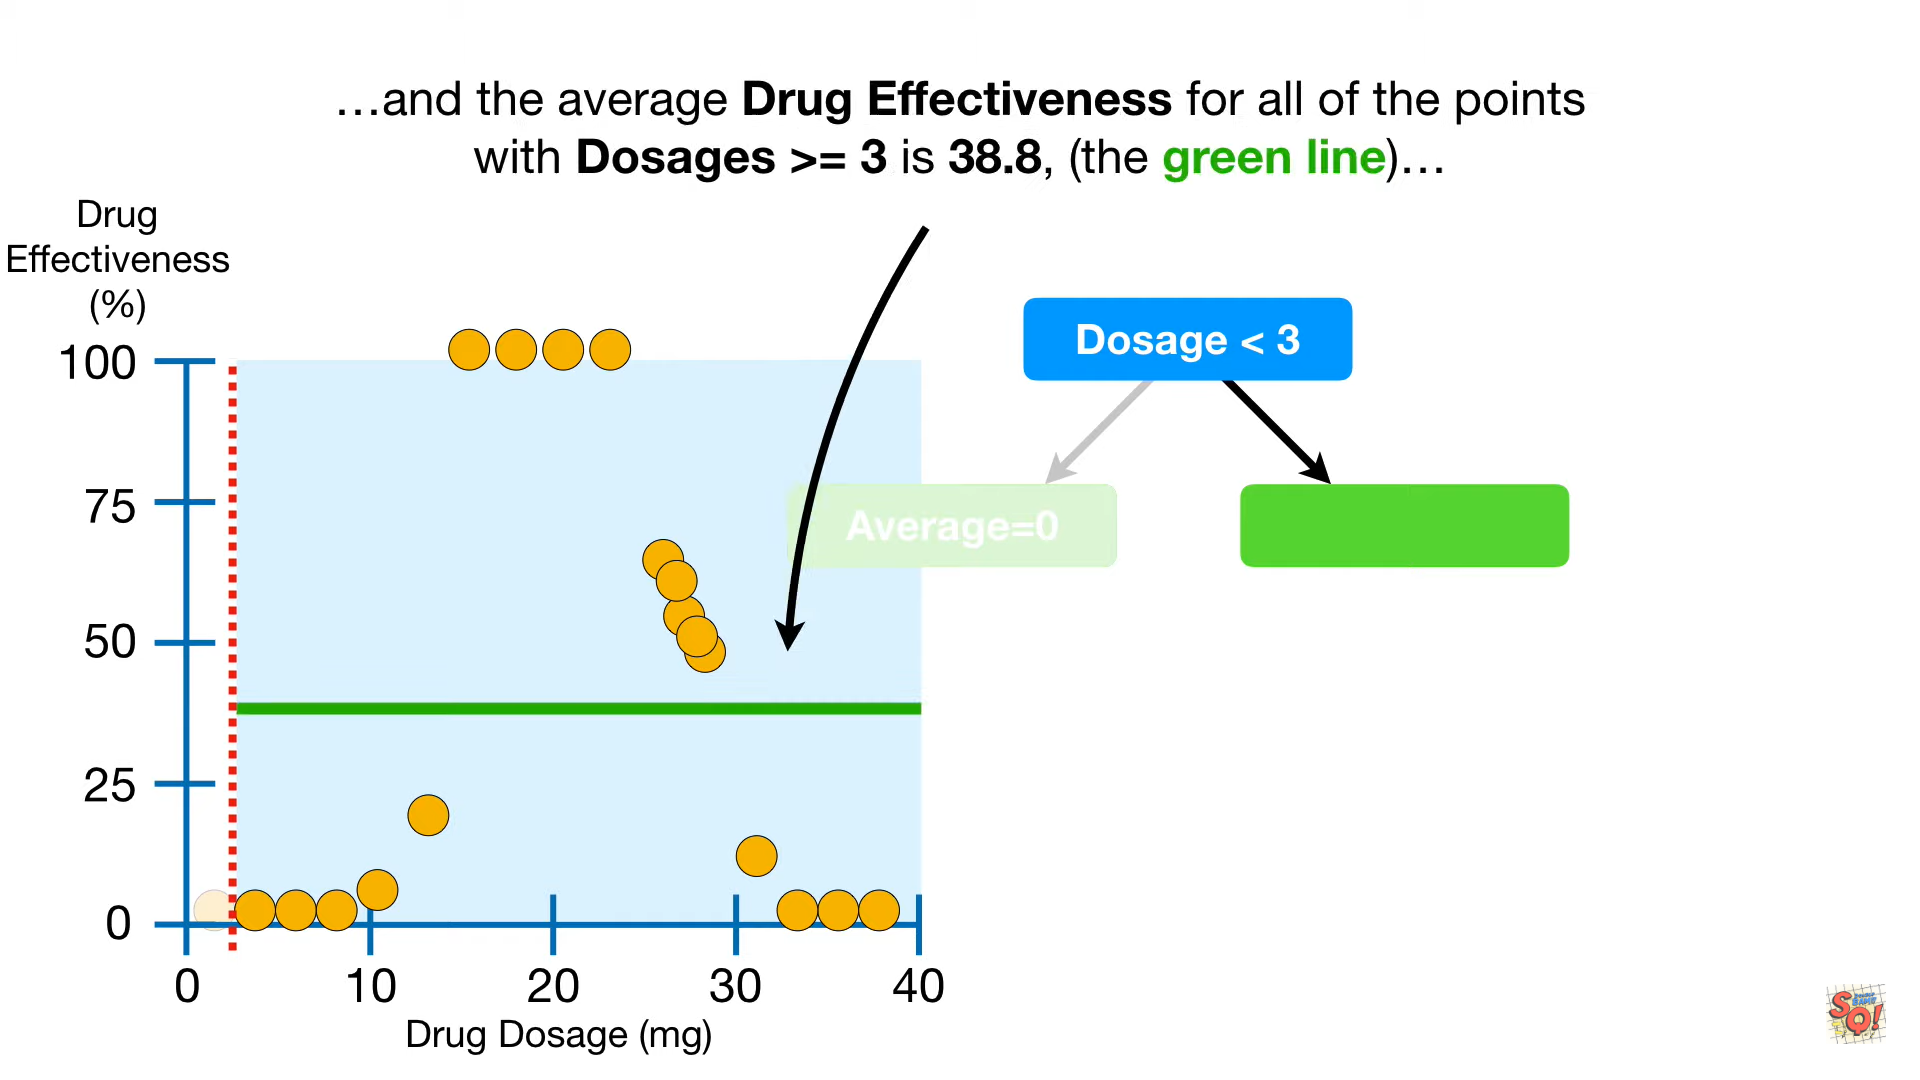 …and the average Drug Effectiveness for all of the points
with Dosages >= 3 is 38.8, (the green line)…
Drug
Effectiveness
(%)
100
75
50
25
0
0
10
20
30
40
Drug Dosage (mg)
Dosage < 3
Average=0